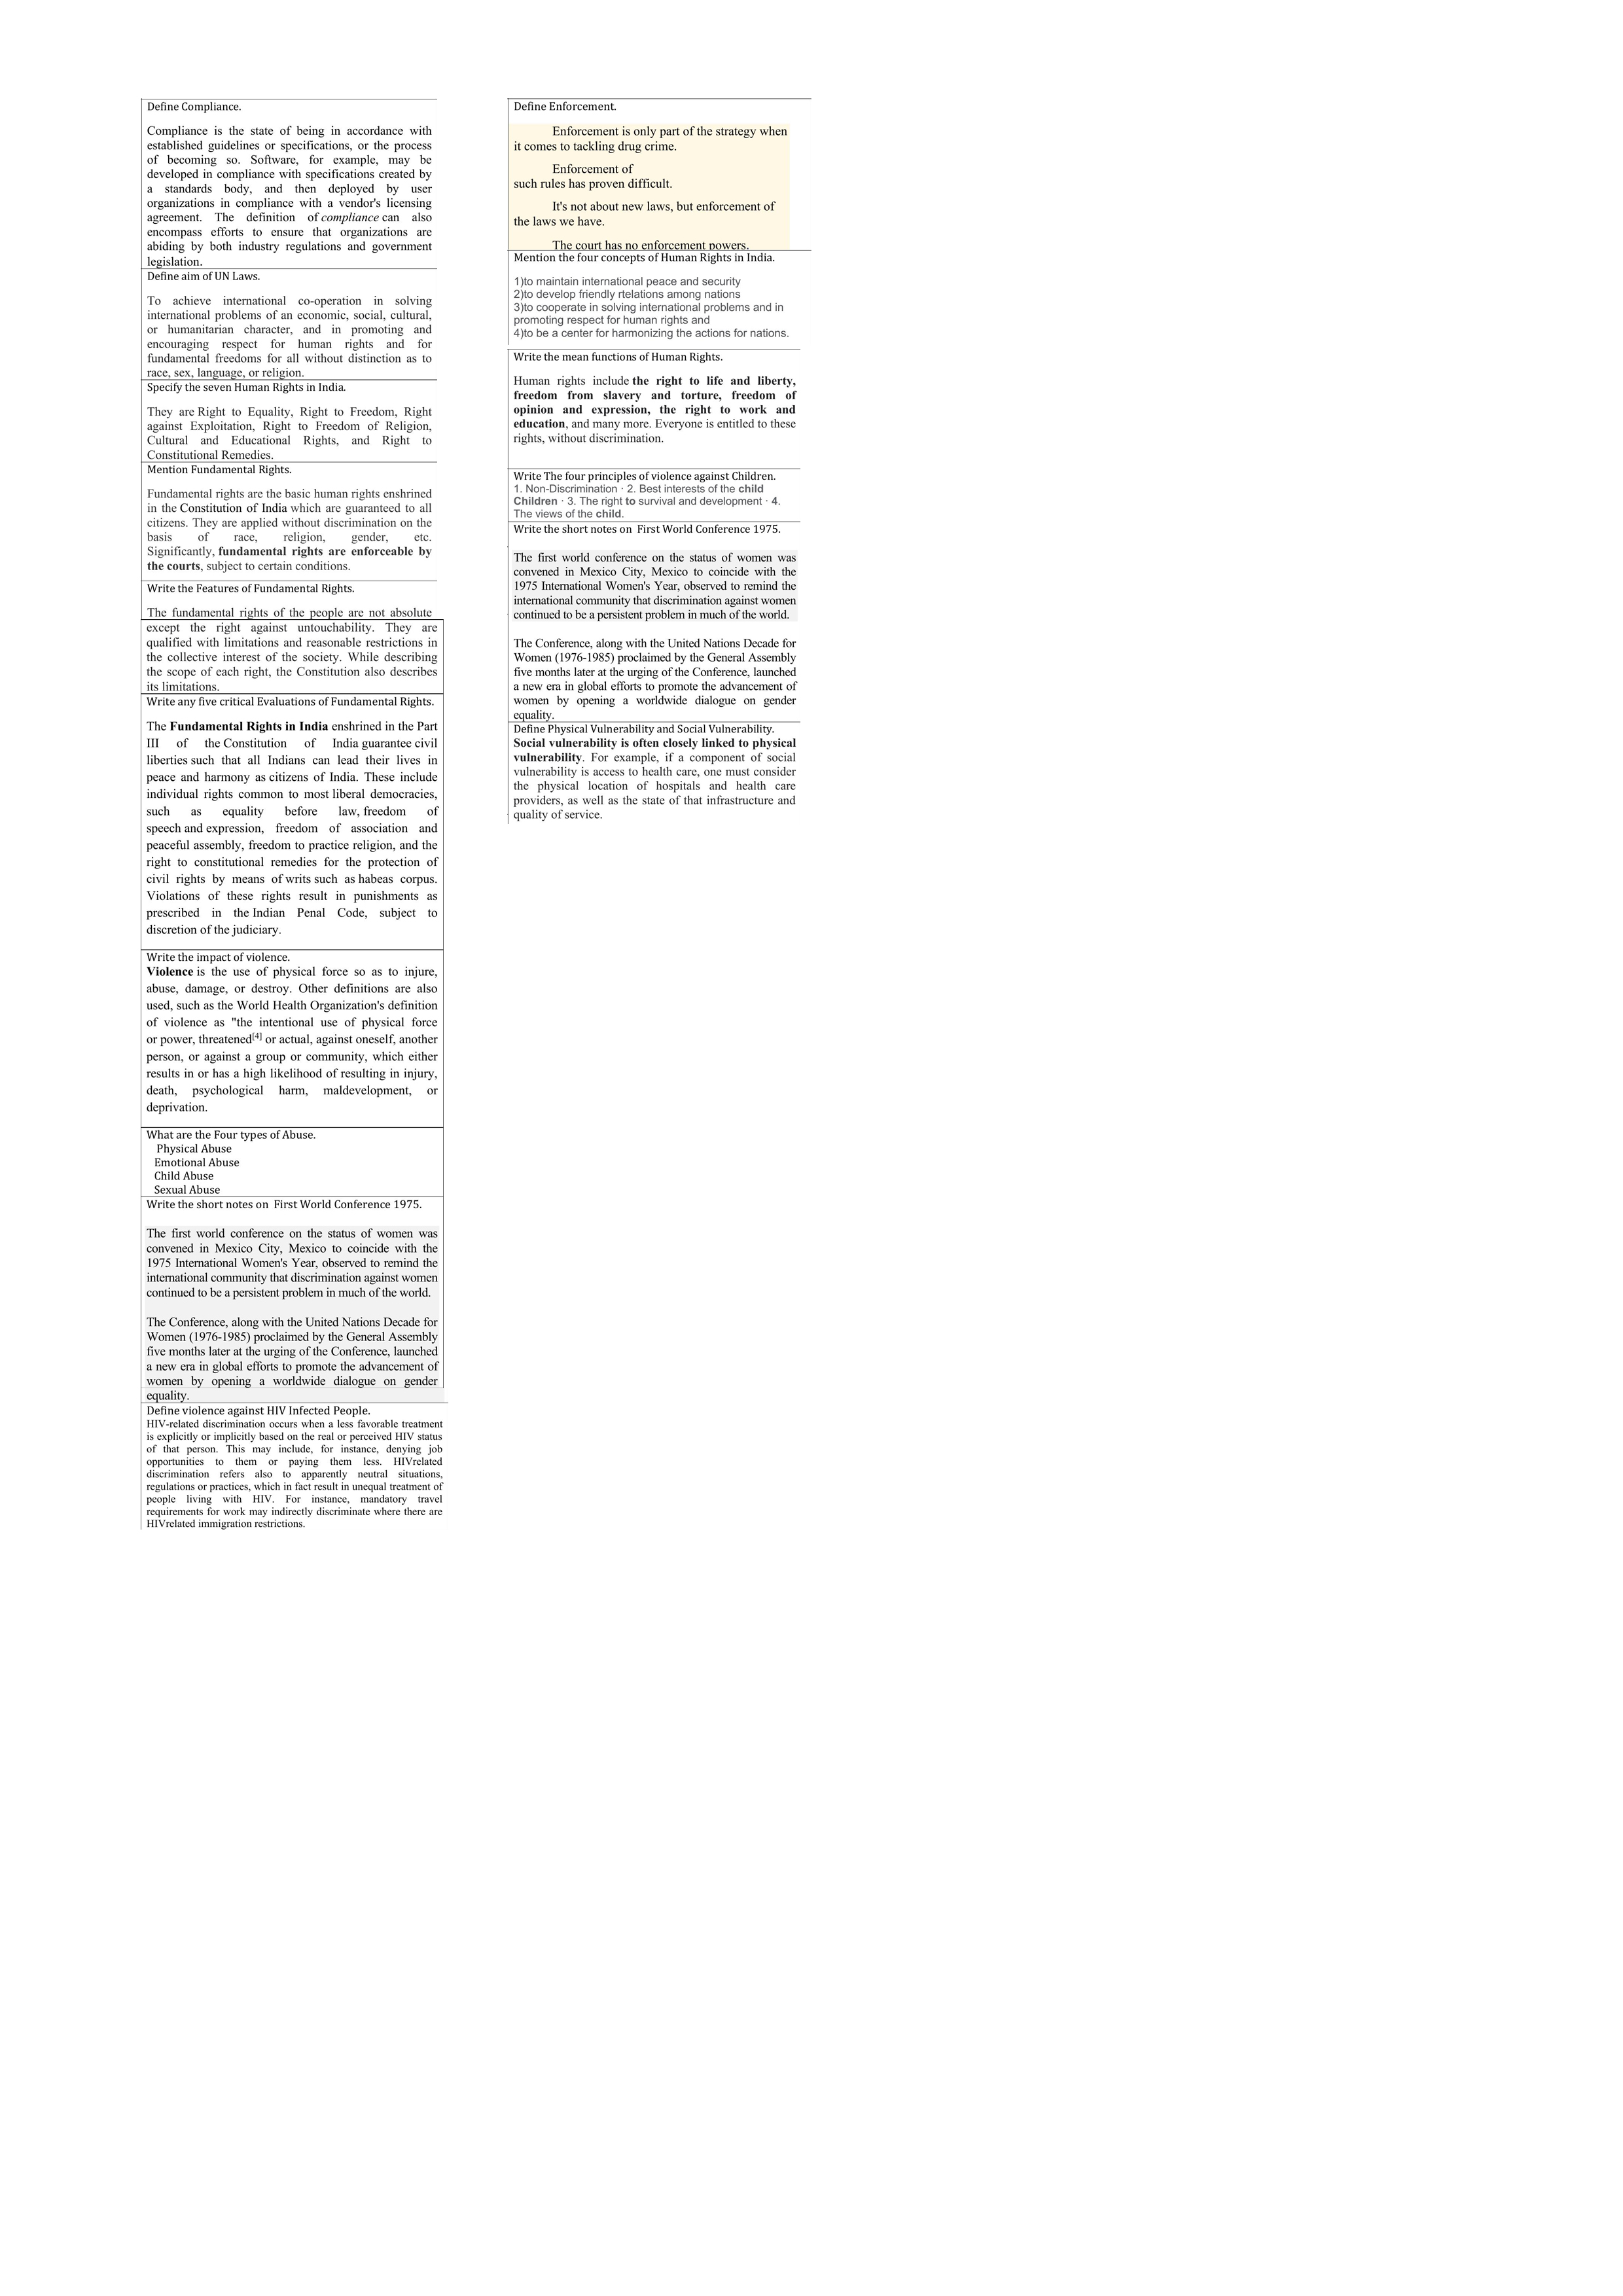 Define Compliance.
Compliance is the state of being in accordance with
established guidelines or specifications, or the process
of becoming so. Software, for example, may be
developed in compliance with specifications created by
a standards body, and then deployed by user
organizations in compliance with a vendor's licensing
agreement. The definition of compliance can also
encompass efforts to ensure that organizations are
abiding by both industry regulations and government
legislation.
Define aim of UN Laws.
To achieve international co-operation in solving
international problems of an economic, social, cultural,
or humanitarian character, and in promoting and
encouraging respect for human rights and for
fundamental freedoms for all without distinction as to
race, sex, language, or religion.
Specify the seven Human Rights in India.
They are Right to Equality, Right to Freedom, Right
against Exploitation, Right to Freedom of Religion,
Cultural and Educational Rights, and Right to
Constitutional Remedies.
Mention Fundamental Rights.
Fundamental rights are the basic human rights enshrined
in the Constitution of India which are guaranteed to all
citizens. They are applied without discrimination on the
basis of race, religion, gender, etc.
Significantly, fundamental rights are enforceable by
the courts, subject to certain conditions.
Write the Features of Fundamental Rights.
The fundamental rights of the people are not absolute
except the right against untouchability. They are
qualified with limitations and reasonable restrictions in
the collective interest of the society. While describing
the scope of each right, the Constitution also describes
its limitations.
Write any five critical Evaluations of Fundamental Rights.
The Fundamental Rights in India enshrined in the Part
III of the Constitution of India guarantee civil
liberties such that all Indians can lead their lives in
peace and harmony as citizens of India. These include
individual rights common to most liberal democracies,
such as equality before law, freedom of
speech and expression, freedom of association and
peaceful assembly, freedom to practice religion, and the
right to constitutional remedies for the protection of
civil rights by means of writs such as habeas corpus.
Violations of these rights result in punishments as
prescribed in the Indian Penal Code, subject to
discretion of the judiciary.
Write the impact of violence.
Violence is the use of physical force so as to injure,
abuse, damage, or destroy. Other definitions are also
used, such as the World Health Organization's definition
of violence as "the intentional use of physical force
or power, threatened[4] or actual, against oneself, another
person, or against a group or community, which either
results in or has a high likelihood of resulting in injury,
death, psychological harm, maldevelopment, or
deprivation.
What are the Four types of Abuse.
Physical Abuse
Emotional Abuse
Child Abuse
Sexual Abuse
Write the short notes on First World Conference 1975.
The first world conference on the status of women was
convened in Mexico City, Mexico to coincide with the
1975 International Women's Year, observed to remind the
international community that discrimination against women
continued to be a persistent problem in much of the world.
The Conference, along with the United Nations Decade for
Women (1976-1985) proclaimed by the General Assembly
five months later at the urging of the Conference, launched
a new era in global efforts to promote the advancement of
women by opening a worldwide dialogue on gender
equality.
Define violence against HIV Infected People.
HIV-related discrimination occurs when a less favorable treatment
is explicitly or implicitly based on the real or perceived HIV status
of that person. This may include, for instance, denying job
opportunities to them or paying them less. HIVrelated
discrimination refers also to apparently neutral situations,
regulations or practices, which in fact result in unequal treatment of
people living with HIV. For instance, mandatory travel
requirements for work may indirectly discriminate where there are
HIVrelated immigration restrictions.
Define Enforcement.
Enforcement is only part of the strategy when
it comes to tackling drug crime.
Enforcement of
such rules has proven difficult.
It's not about new laws, but enforcement of
the laws we have.
The court has no enforcement powers.
Mention the four concepts of Human Rights in India.
1)to maintain international peace and security
2)to develop friendly rtelations among nations
3)to cooperate in solving international problems and in
promoting respect for human rights and
4)to be a center for harmonizing the actions for nations.
Write the mean functions of Human Rights.
Human rights include the right to life and liberty,
freedom from slavery and torture, freedom of
opinion and expression, the right to work and
education, and many more. Everyone is entitled to these
rights, without discrimination.
Write The four principles of violence against Children.
1. Non-Discrimination · 2. Best interests of the child
Children · 3. The right to survival and development · 4.
The views of the child.
Write the short notes on First World Conference 1975.
The first world conference on the status of women was
convened in Mexico City, Mexico to coincide with the
1975 International Women's Year, observed to remind the
international community that discrimination against women
continued to be a persistent problem in much of the world.
The Conference, along with the United Nations Decade for
Women (1976-1985) proclaimed by the General Assembly
five months later at the urging of the Conference, launched
a new era in global efforts to promote the advancement of
women by opening a worldwide dialogue on gender
equality.
Define Physical Vulnerability and Social Vulnerability.
Social vulnerability is often closely linked to physical
vulnerability. For example, if a component of social
vulnerability is access to health care, one must consider
the physical location of hospitals and health care
providers, as well as the state of that infrastructure and
quality of service.